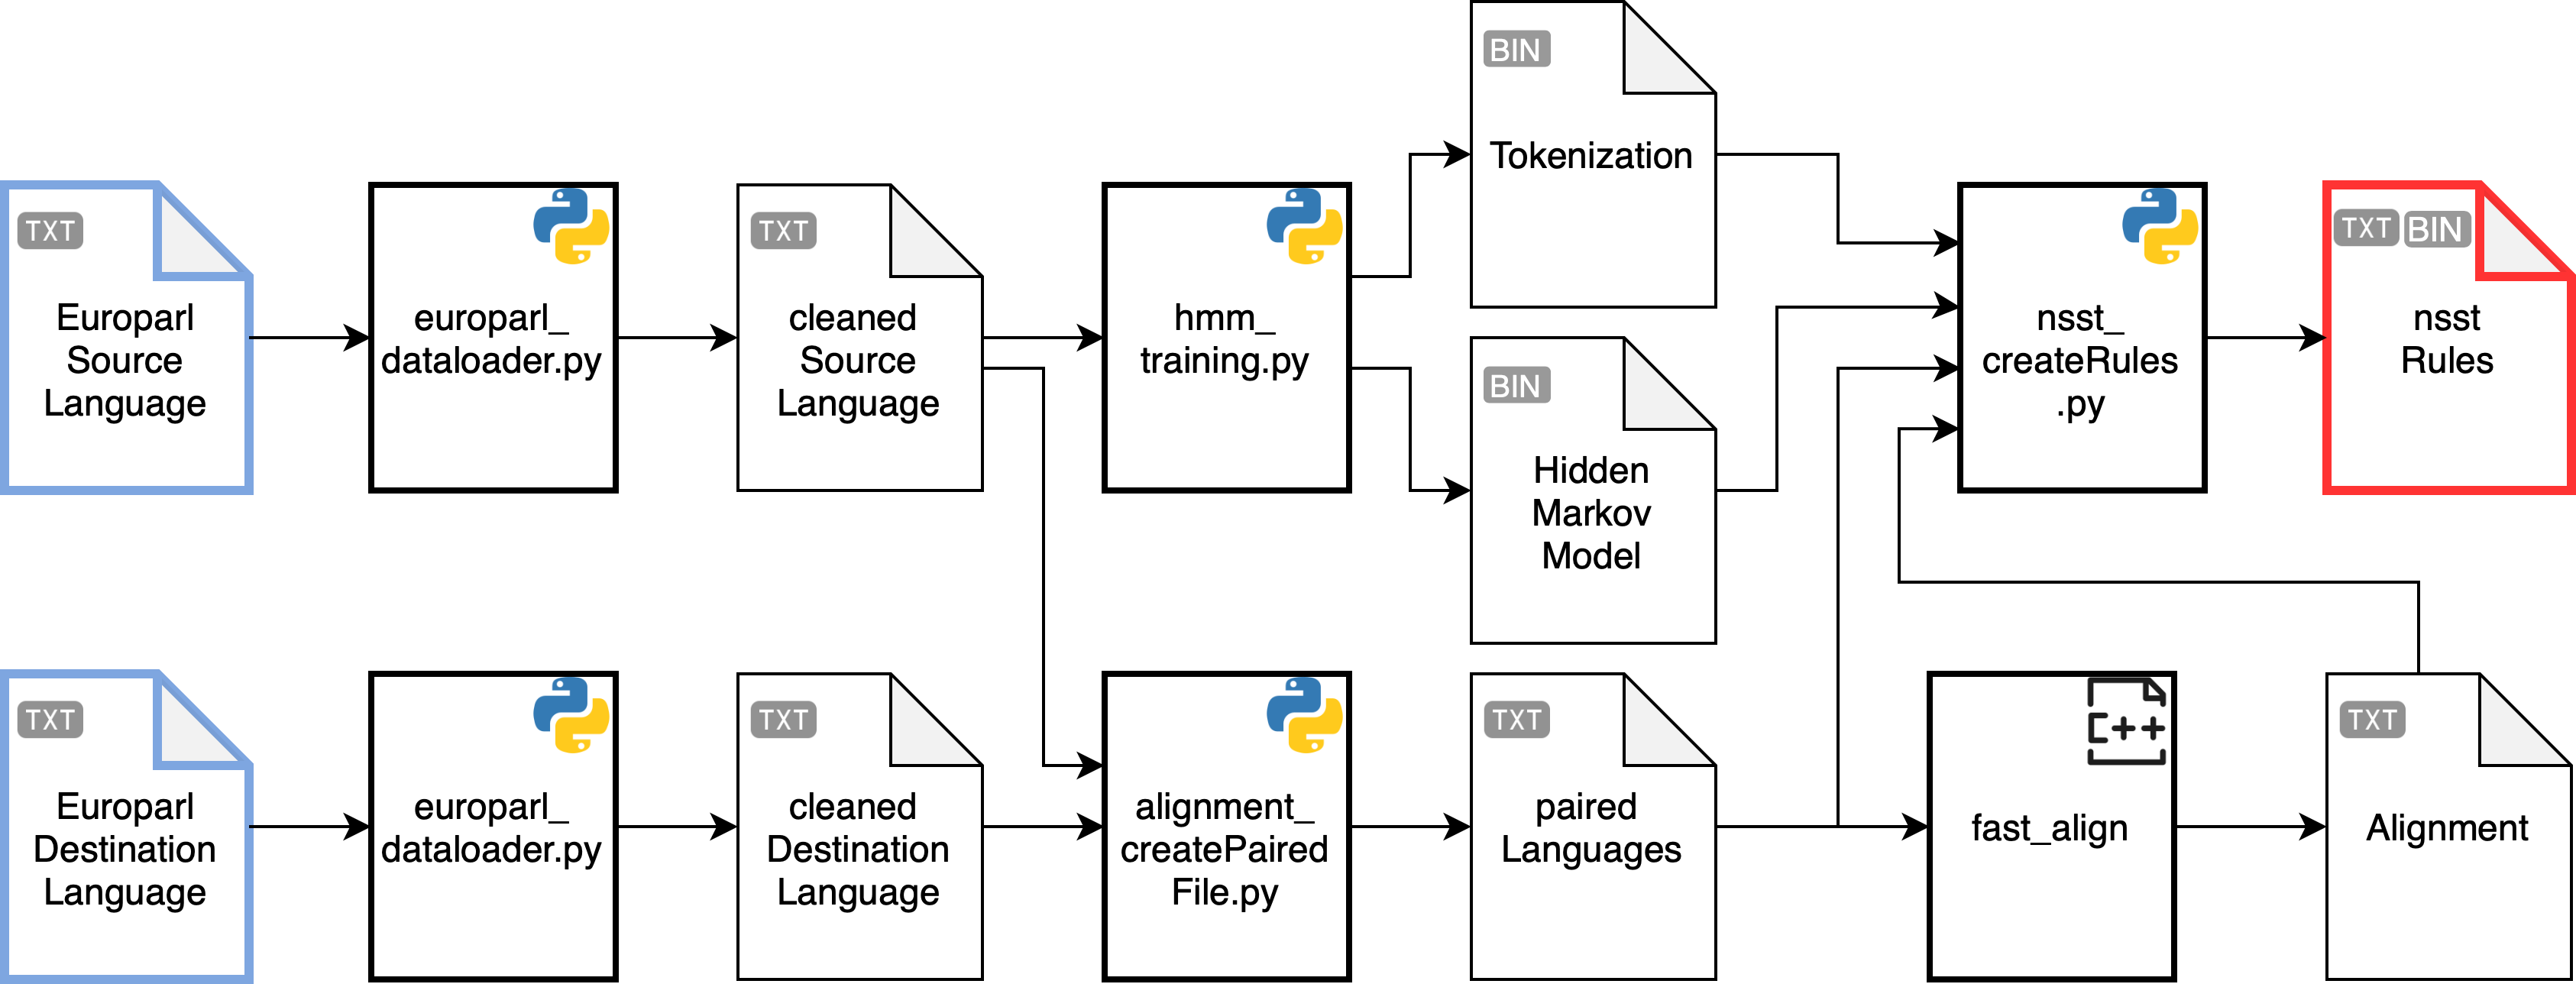 BIN
Tokenization
TXT
Europarl
Source
Language
europarl_
dataloader.py
TXT
cleaned
Source
Language
hmm_
training.py
BIN
Hidden
Markov
Model
nsst_
createRules
.py
TXT BIN
nsst
Rules
TXT
Europarl
Destination
Language
europarl_
dataloader.py
TXT
cleaned
Destination
Language
alignment_
createPaired
File.py
TXT
paired
Languages
C++
fast_align
TXT
Alignment